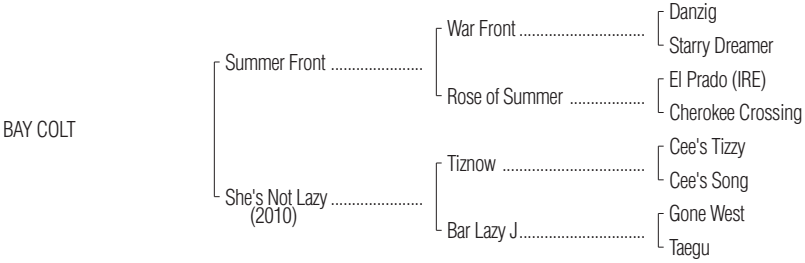 Danzig
War Front ................................
Starry Dreamer
Summer Front ......................
El Prado (IRE)
Rose of Summer ...................
Cherokee Crossing
BAY COLT
Cee's Tizzy
Tiznow ....................................
Cee's Song
She's Not Lazy ......................
(2010)
Gone West
Bar Lazy J................................
Taegu